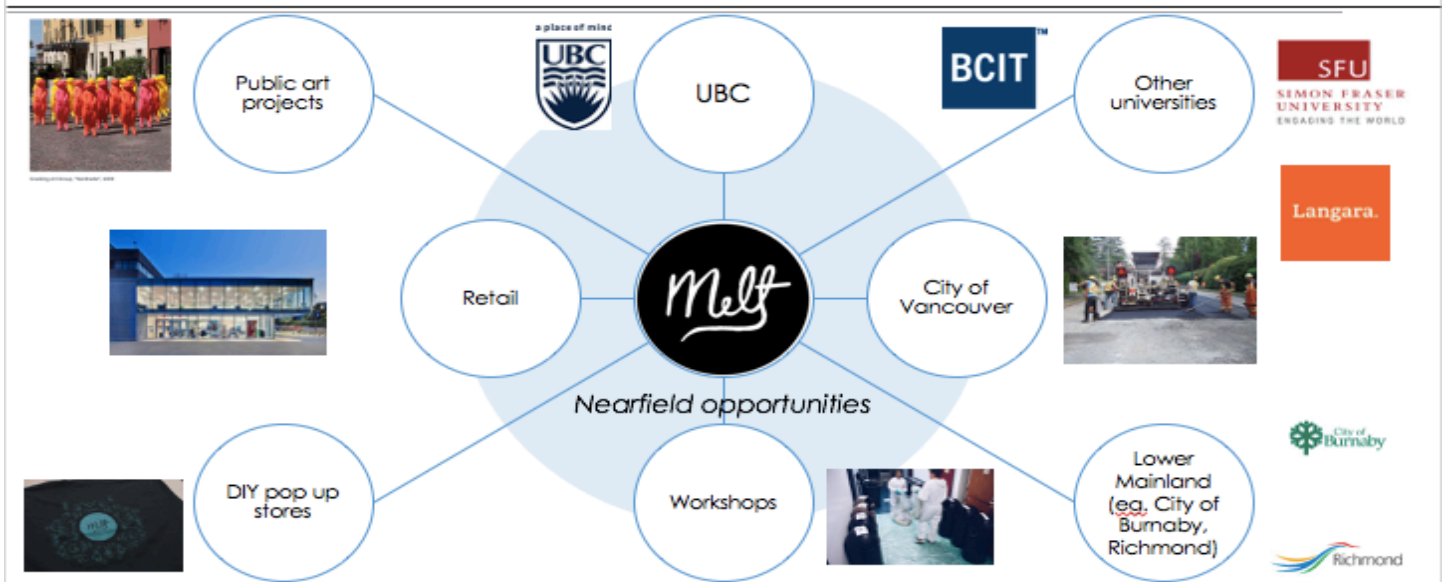 a place of mind
UBC
BCIT
TM
SFU
SIMON FRASER
UNIVERSITY
ENGAGING THE WORLD
Public art
projects
UBC
Other
universities
Langara.
Retail
melt
City of
Vancouver
Nearfield opportunities
City of
Burnaby
DIY pop up
stores
melt
Workshops
Lower
Mainland
(eg. City of
Burnaby,
Richmond)
Richmond